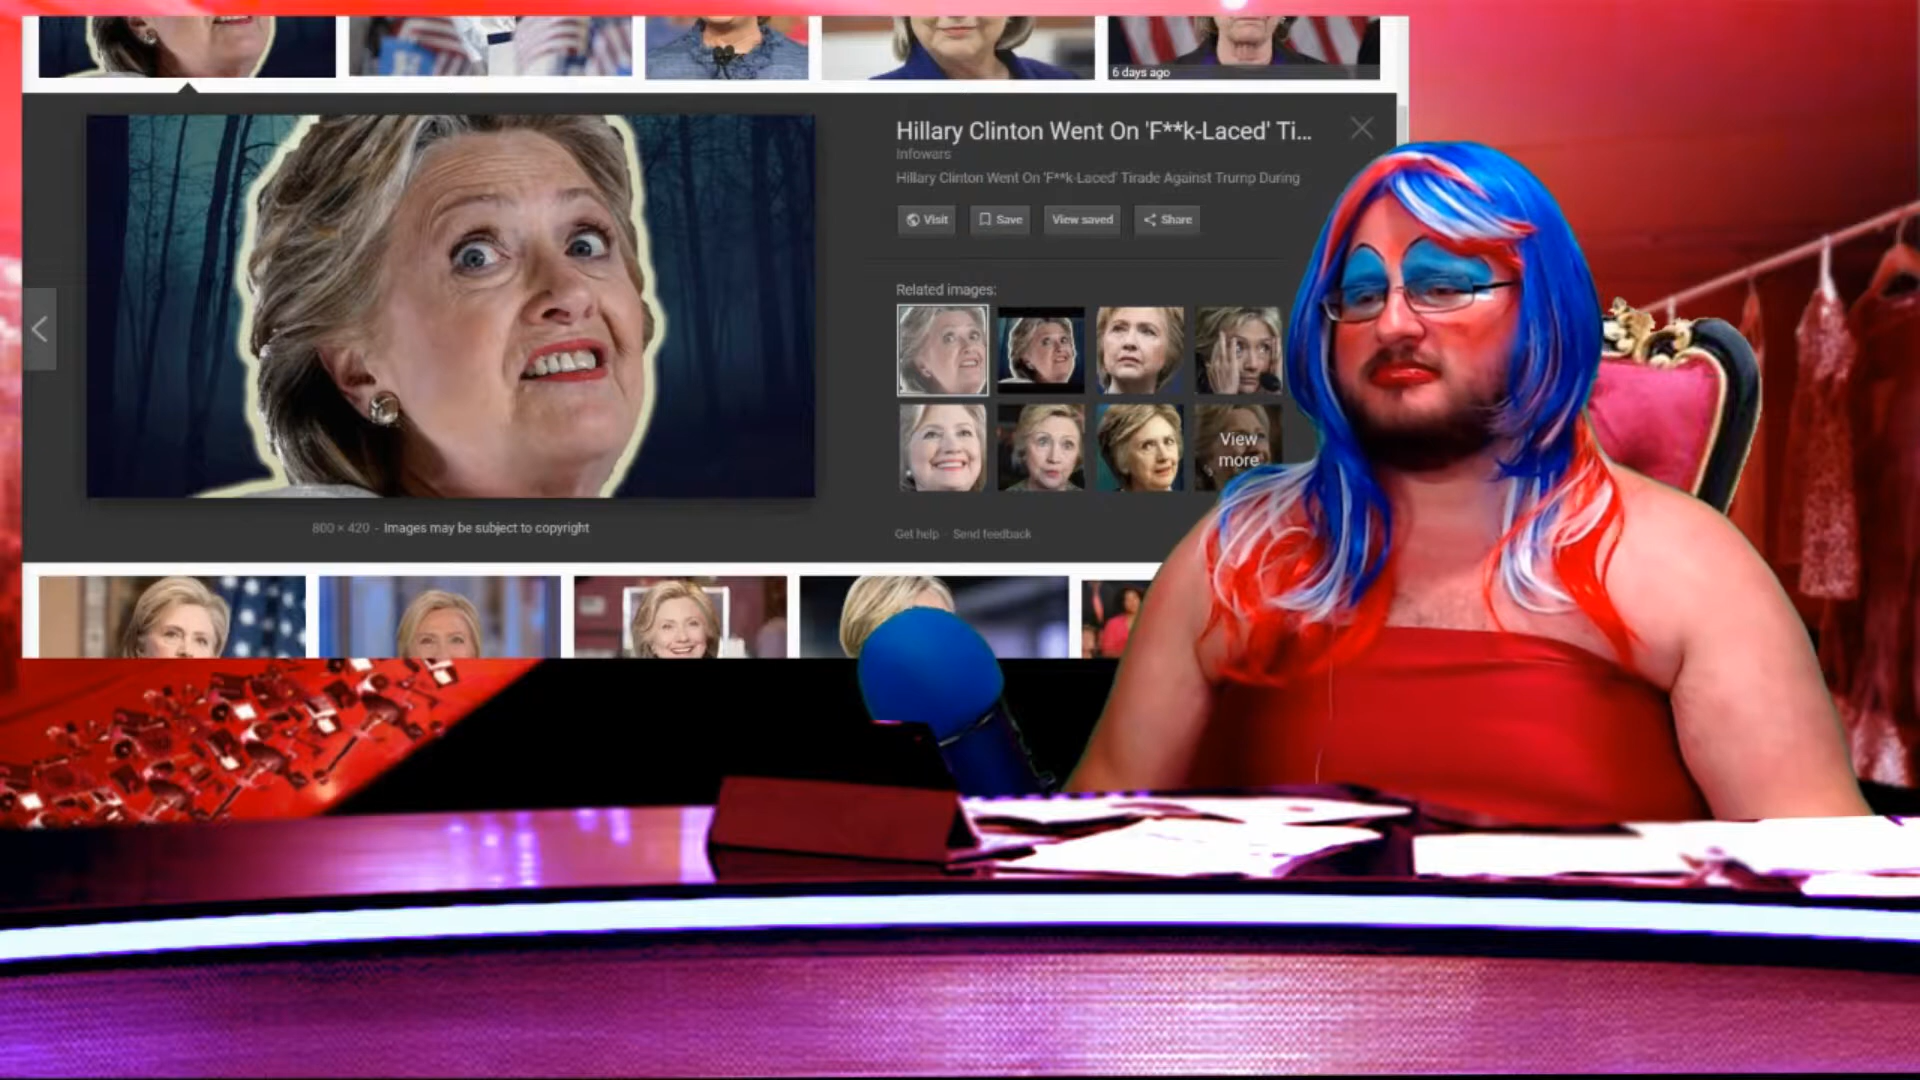 6 days ago
Hillary Clinton Went On 'F**k-Laced' Ti...
Infowars
Hillary Clinton Went On 'F**k-Laced' Tirade Against Trump During
Visit
Save
View saved
Share
Related images:
View
more
800 × 420 - Images may be subject to copyright
Get help - Send feedback